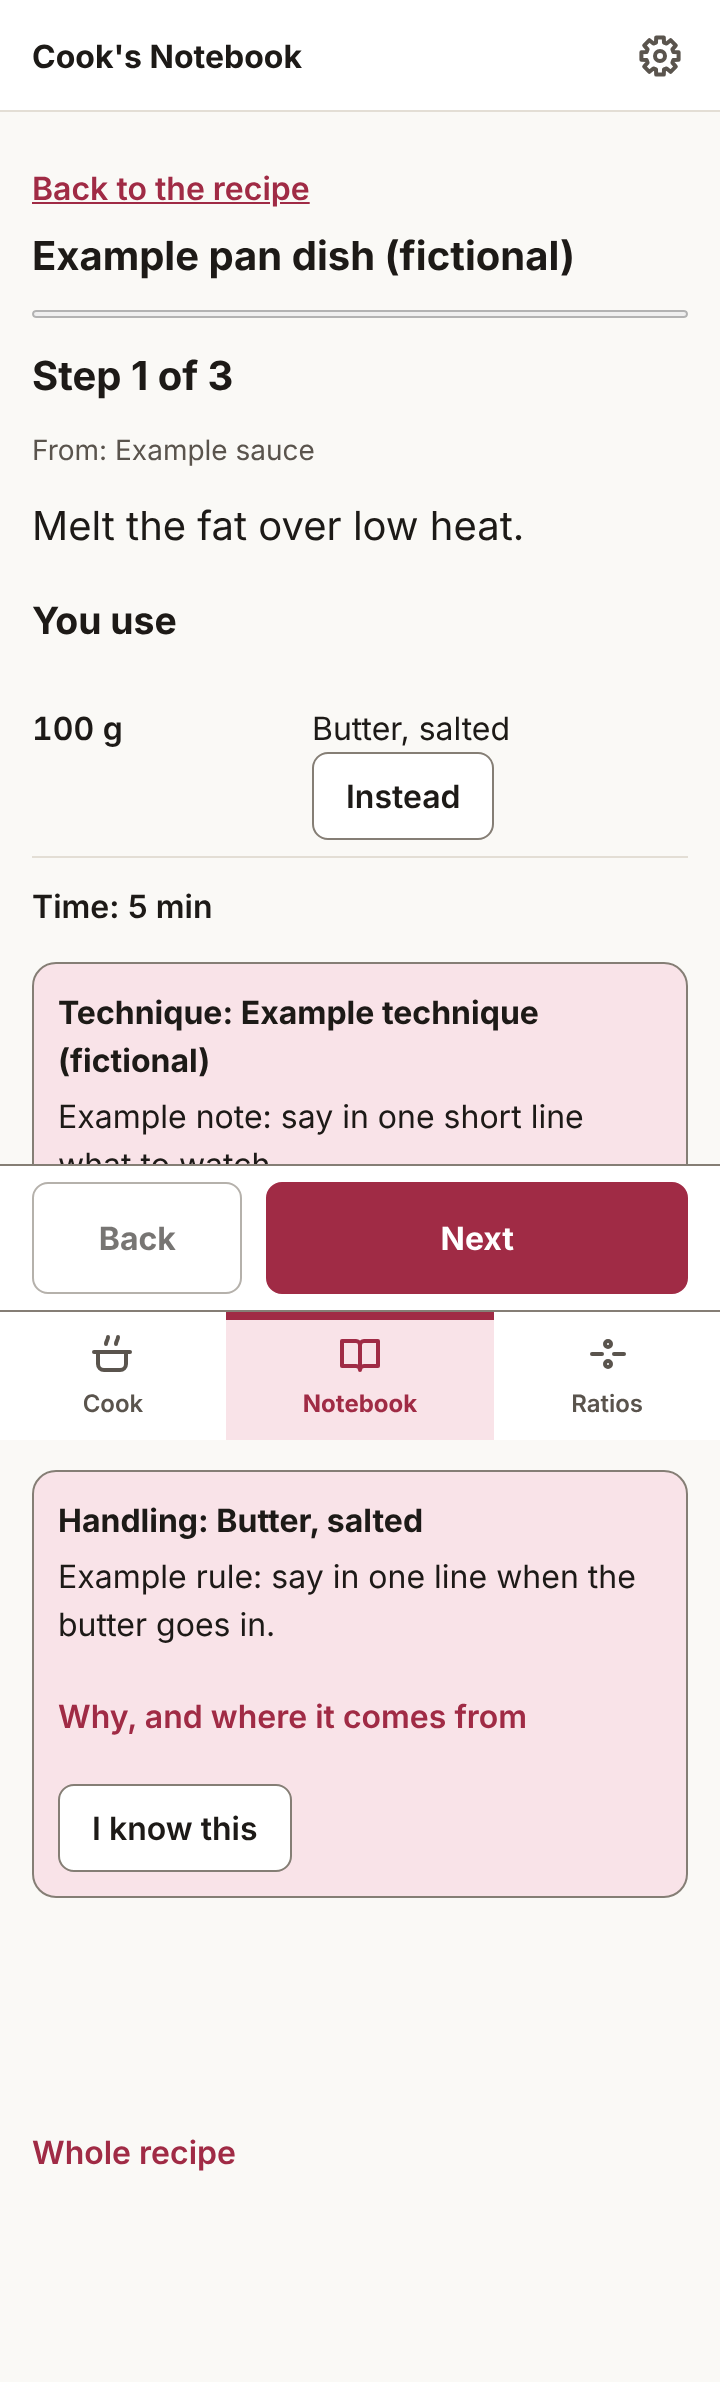 Cook's Notebook
Back to the recipe
Example pan dish (fictional)
Step 1 of 3
From: Example sauce
Melt the fat over low heat.
You use
100 g
Butter, salted
Instead
Time: 5 min
Technique: Example technique
(fictional)
Example note: say in one short line
what to watch
Back
Next
Cook
Notebook
Ratios
Handling: Butter, salted
Example rule: say in one line when the
butter goes in.
Why, and where it comes from
I know this
Whole recipe